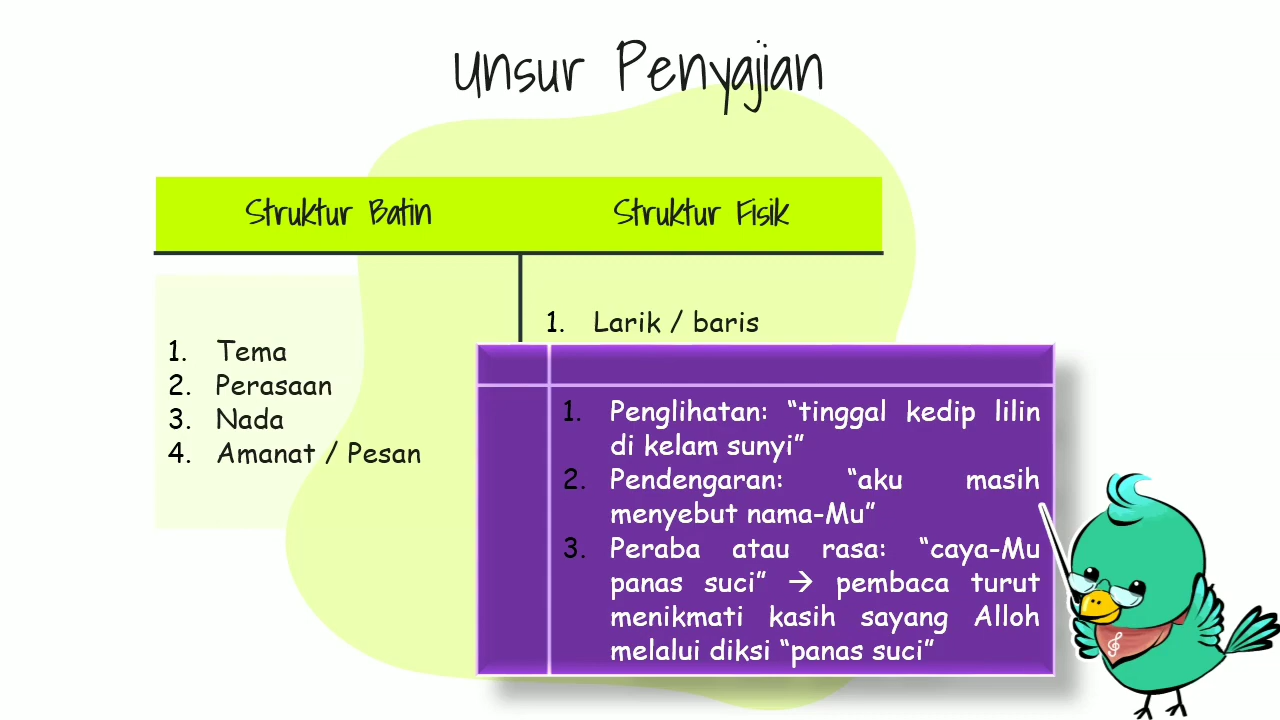 Unsur Penyajian
Struktur Batin
Struktur Fisik
1. Tema
2. Perasaan
3. Nada
4. Amanat / Pesan
1. Larik / baris
1. Penglihatan: “tinggal kedip lilin
di kelam sunyi”
2. Pendengaran: “aku masih
menyebut nama-Mu”
3. Peraba atau rasa: “caya-Mu
panas suci” → pembaca turut
menikmati kasih sayang Alloh
melalui diksi “panas suci”